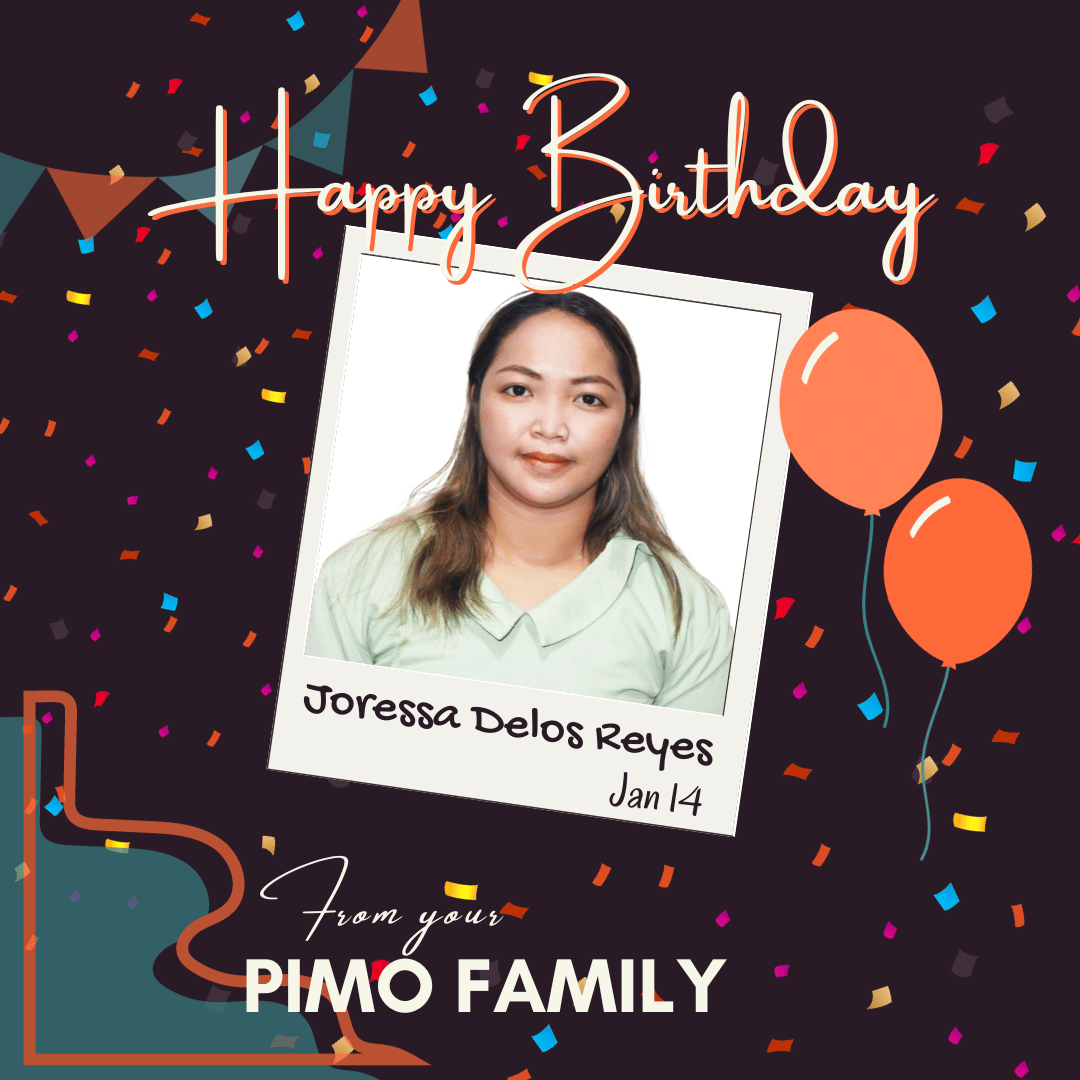 Happy Birthday
Joressa Delos Reyes
Jan 14
From your
PIMO FAMILY